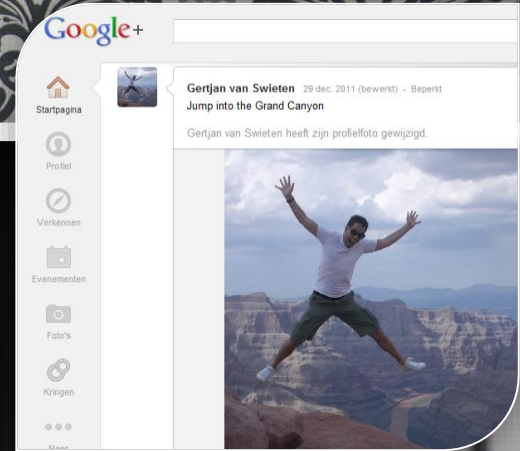 Google+
Startpagina
Profiel
Verkennen
Evenementen
Foto's
Kringen
Meer
Gertjan van Swieten 29 dec. 2011 (bewerkt) - Beperkt
Jump into the Grand Canyon
Gertjan van Swieten heeft zijn profielfoto gewijzigd.